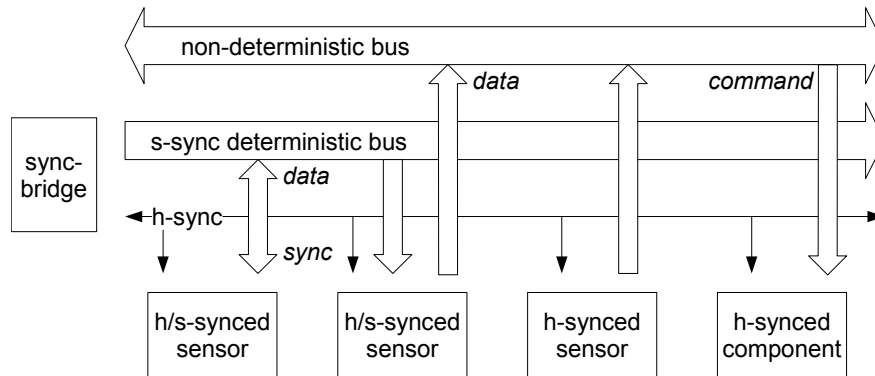 non-deterministic bus
data
command
s-sync deterministic bus
sync-
bridge
data
h-sync
sync
h/s-synced
sensor
h/s-synced
sensor
h-synced
sensor
h-synced
component